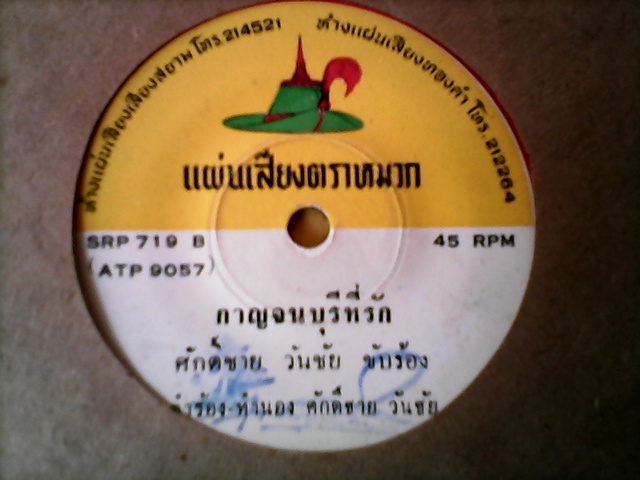 ห้างแผ่นเสียงเสียงสยาม โทร.214521
ห้างแผ่นเสียงทองคำ โทร.212264
แผ่นเสียงตราหมวก
SRP 719 B
45 RPM
(ATP 9057)
กาญจนบุรีที่รัก
ศักดิ์ชาย วันชัย ขับร้อง
คำร้อง-ทำนอง ศักดิ์ชาย วันชัย